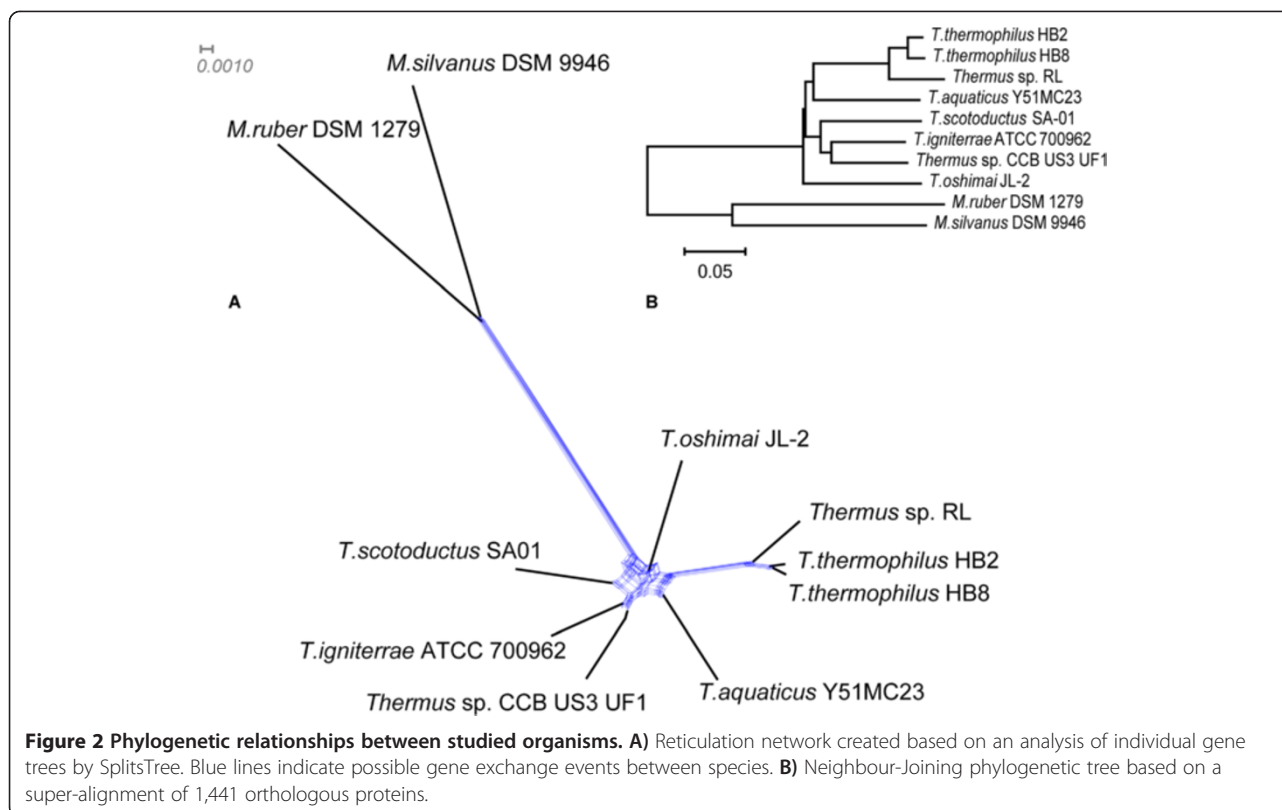 0.0010
M.silvanus DSM 9946
M.ruber DSM 1279
A
T.oshimai JL-2
Thermus sp. RL
T.thermophilus HB2
T.thermophilus HB8
T.scotoductus SA01
T.igniterrae ATCC 700962
Thermus sp. CCB US3 UF1
T.aquaticus Y51MC23
T.thermophilus HB2
T.thermophilus HB8
Thermus sp. RL
T.aquaticus Y51MC23
T.scotoductus SA-01
T.igniterrae ATCC 700962
Thermus sp. CCB US3 UF1
T.oshimai JL-2
M.ruber DSM 1279
M.silvanus DSM 9946
0.05
B
Figure 2 Phylogenetic relationships between studied organisms. A) Reticulation network created based on an analysis of individual gene
trees by SplitsTree. Blue lines indicate possible gene exchange events between species. B) Neighbour-Joining phylogenetic tree based on a
super-alignment of 1,441 orthologous proteins.